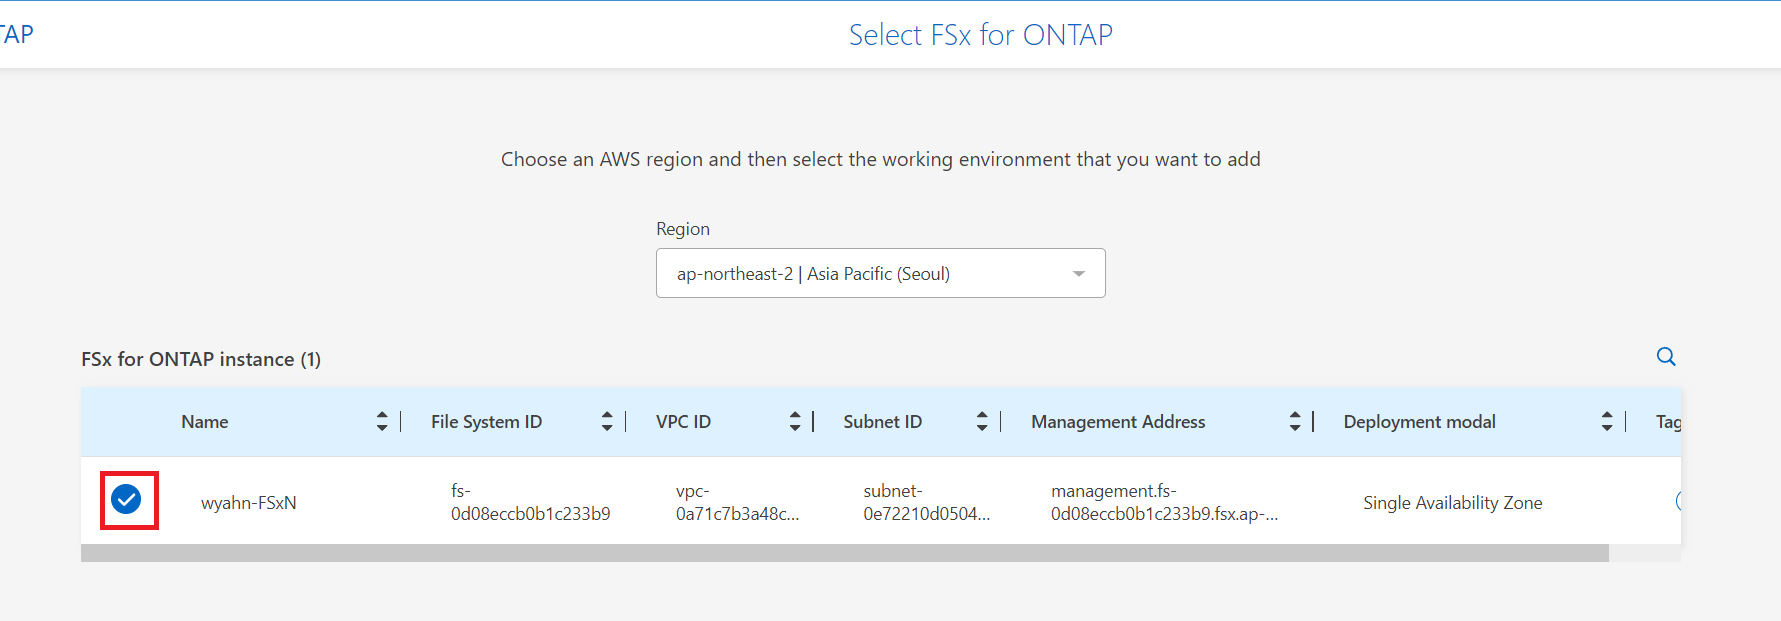 TAP
Select FSx for ONTAP
Choose an AWS region and then select the working environment that you want to add
Region
ap-northeast-2 | Asia Pacific (Seoul)
FSx for ONTAP instance (1)
Name File System ID VPC ID Subnet ID Management Address Deployment modal Tag
wyahn-FSxN fs- vpc- subnet- management.fs- Single Availability Zone
0d08eccb0b1c233b9 0a71c7b3a48c... 0e72210d0504... 0d08eccb0b1c233b9.fsx.ap-...